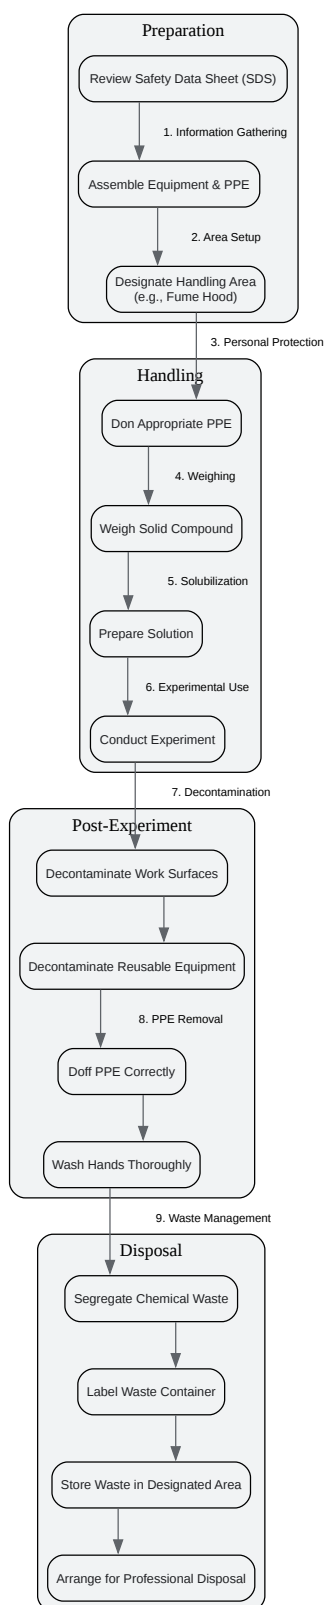 Preparation
Review Safety Data Sheet (SDS)
1. Information Gathering
Assemble Equipment & PPE
2. Area Setup
Designate Handling Area
(e.g., Fume Hood)
3. Personal Protection
Handling
Don Appropriate PPE
4. Weighing
Weigh Solid Compound
5. Solubilization
Prepare Solution
6. Experimental Use
Conduct Experiment
7. Decontamination
Post-Experiment
Decontaminate Work Surfaces
Decontaminate Reusable Equipment
8. PPE Removal
Doff PPE Correctly
Wash Hands Thoroughly
9. Waste Management
Disposal
Segregate Chemical Waste
Label Waste Container
Store Waste in Designated Area
Arrange for Professional Disposal